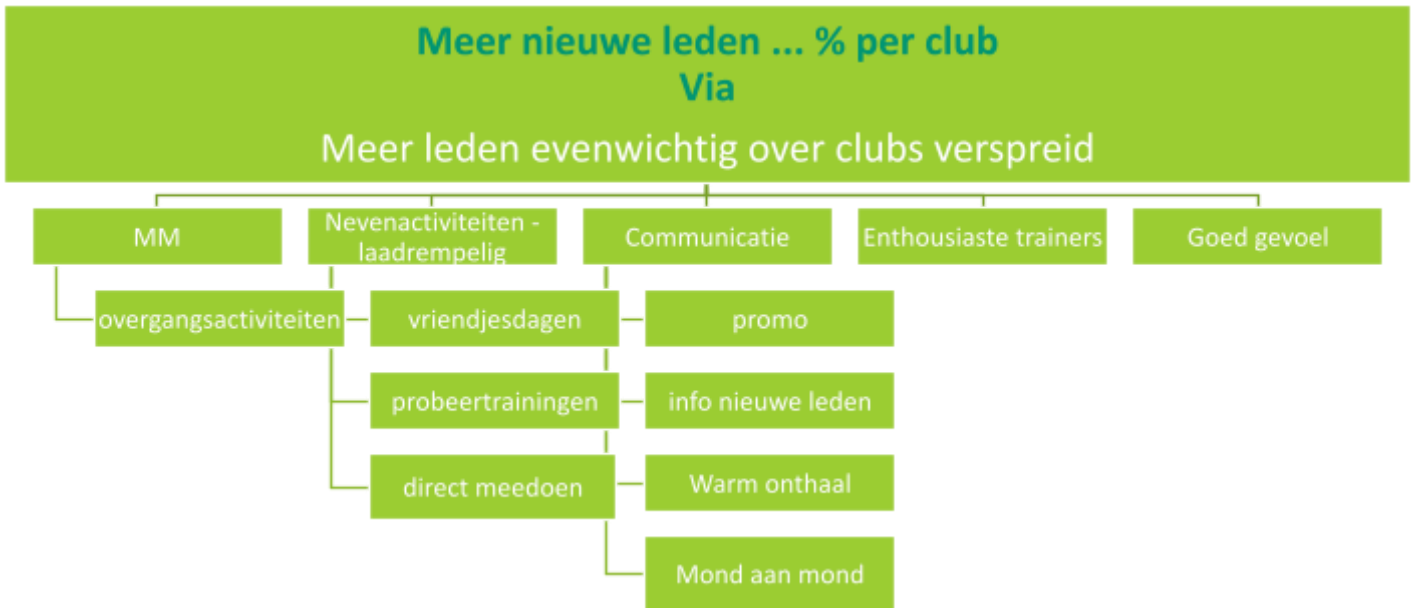 Meer nieuwe leden ... % per club
Via
Meer leden evenwichtig over clubs verspreid
MM
Nevenactiviteiten -
laadrempelig
Communicatie
Enthousiaste trainers
Goed gevoel
overgangsactiviteiten
vriendjesdagen
promo
probeertrainingen
info nieuwe leden
direct meedoen
Warm onthaal
Mond aan mond